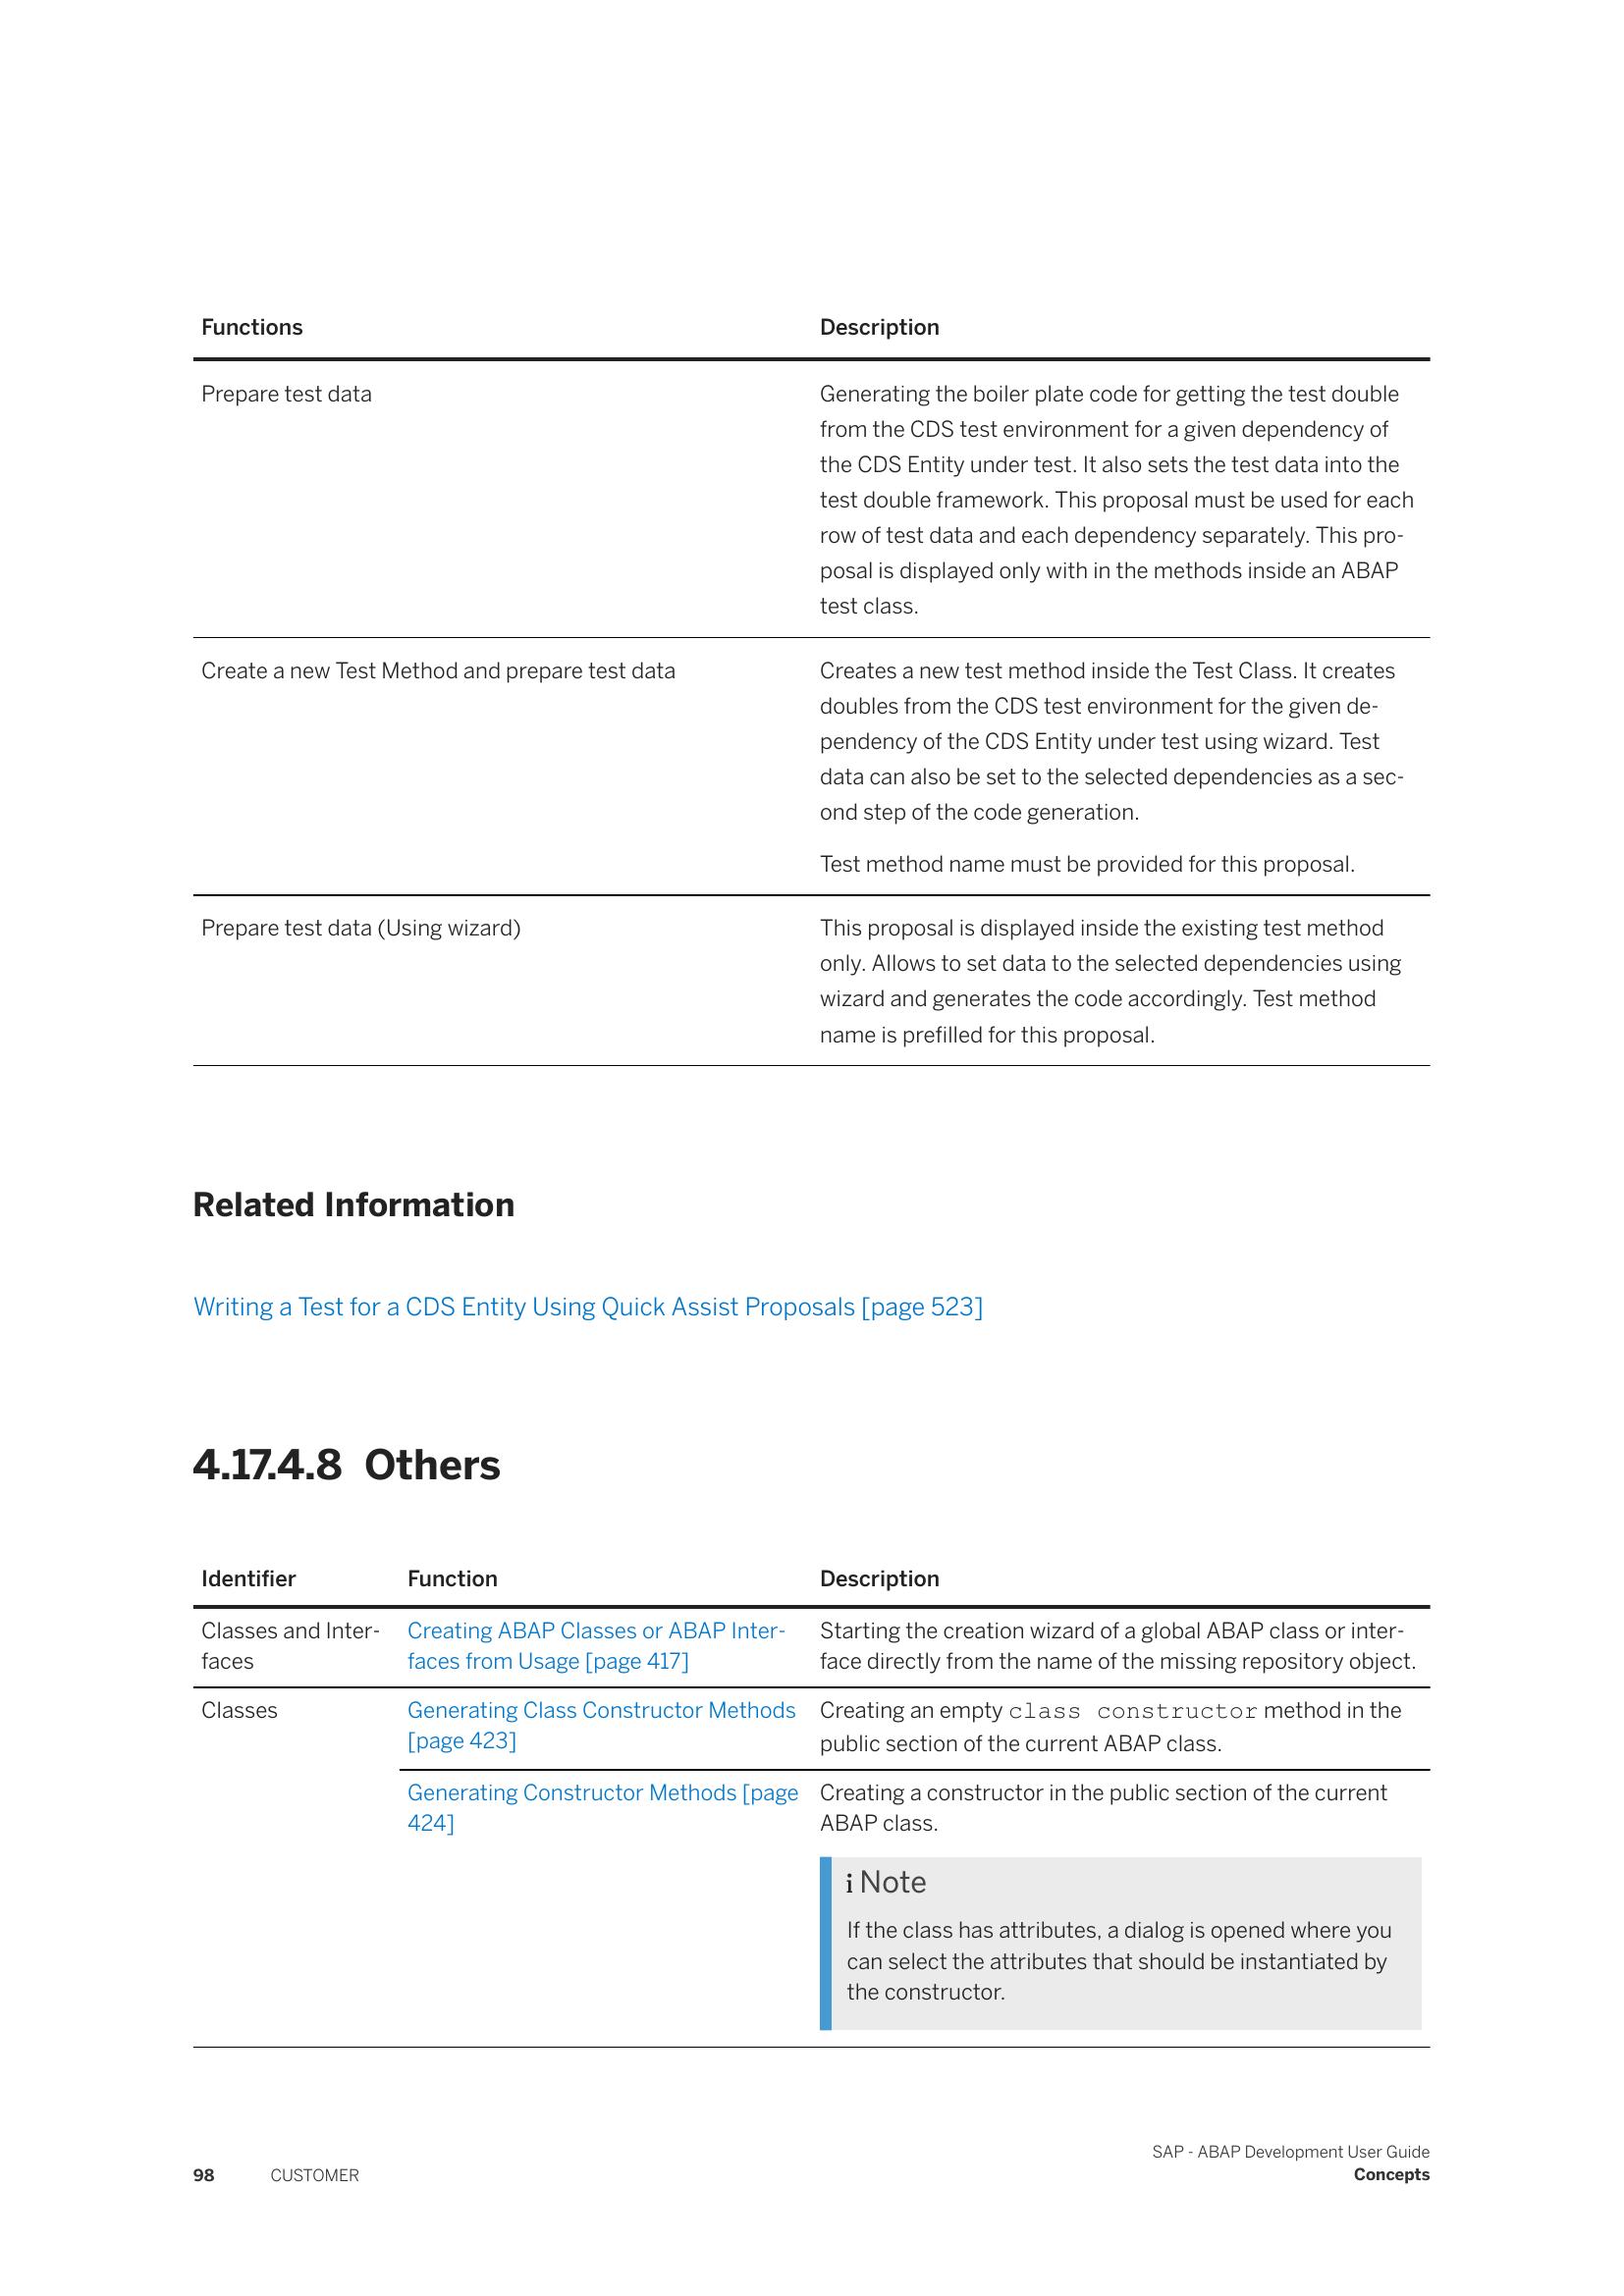 Functions
Description
Prepare test data
Generating the boiler plate code for getting the test double
from the CDS test environment for a given dependency of
the CDS Entity under test. It also sets the test data into the
test double framework. This proposal must be used for each
row of test data and each dependency separately. This pro-
posal is displayed only with in the methods inside an ABAP
test class.
Create a new Test Method and prepare test data
Creates a new test method inside the Test Class. It creates
doubles from the CDS test environment for the given de-
pendency of the CDS Entity under test using wizard. Test
data can also be set to the selected dependencies as a sec-
ond step of the code generation.
Test method name must be provided for this proposal.
Prepare test data (Using wizard)
This proposal is displayed inside the existing test method
only. Allows to set data to the selected dependencies using
wizard and generates the code accordingly. Test method
name is prefilled for this proposal.
Related Information
Writing a Test for a CDS Entity Using Quick Assist Proposals [page 523]
4.17.4.8 Others
Identifier
Function
Description
Classes and Inter-
faces
Creating ABAP Classes or ABAP Inter-
faces from Usage [page 417]
Starting the creation wizard of a global ABAP class or inter-
face directly from the name of the missing repository object.
Classes
Generating Class Constructor Methods
[page 423]
Creating an empty class constructor method in the
public section of the current ABAP class.
Generating Constructor Methods [page
424]
Creating a constructor in the public section of the current
ABAP class.
i Note
If the class has attributes, a dialog is opened where you
can select the attributes that should be instantiated by
the constructor.
98
CUSTOMER
SAP - ABAP Development User Guide
Concepts